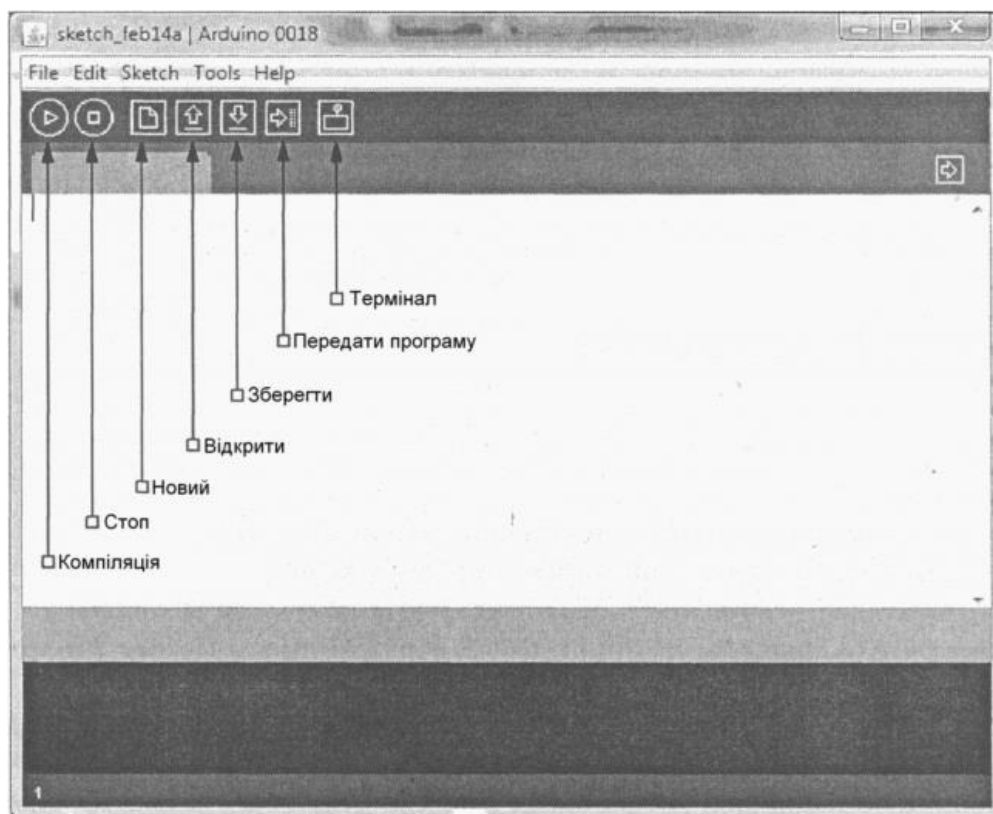 sketch_feb14a | Arduino 0018
File Edit Sketch Tools Help
Термінал
Передати програму
Зберегти
Відкрити
Новий
Стоп
Компіляція
1